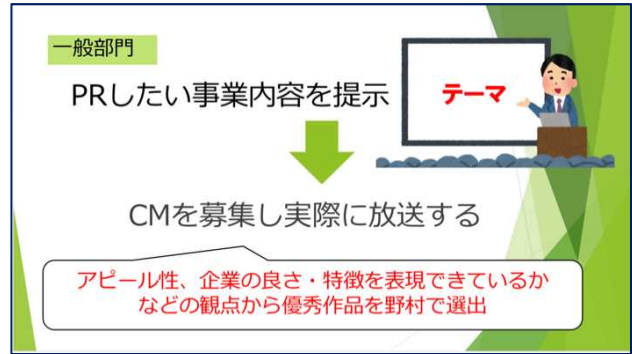 一般部門
PRしたい事業内容を提示
テーマ
CMを募集し実際に放送する
アピール性、企業の良さ・特徴を表現できているか
などの観点から優秀作品を野村で選出